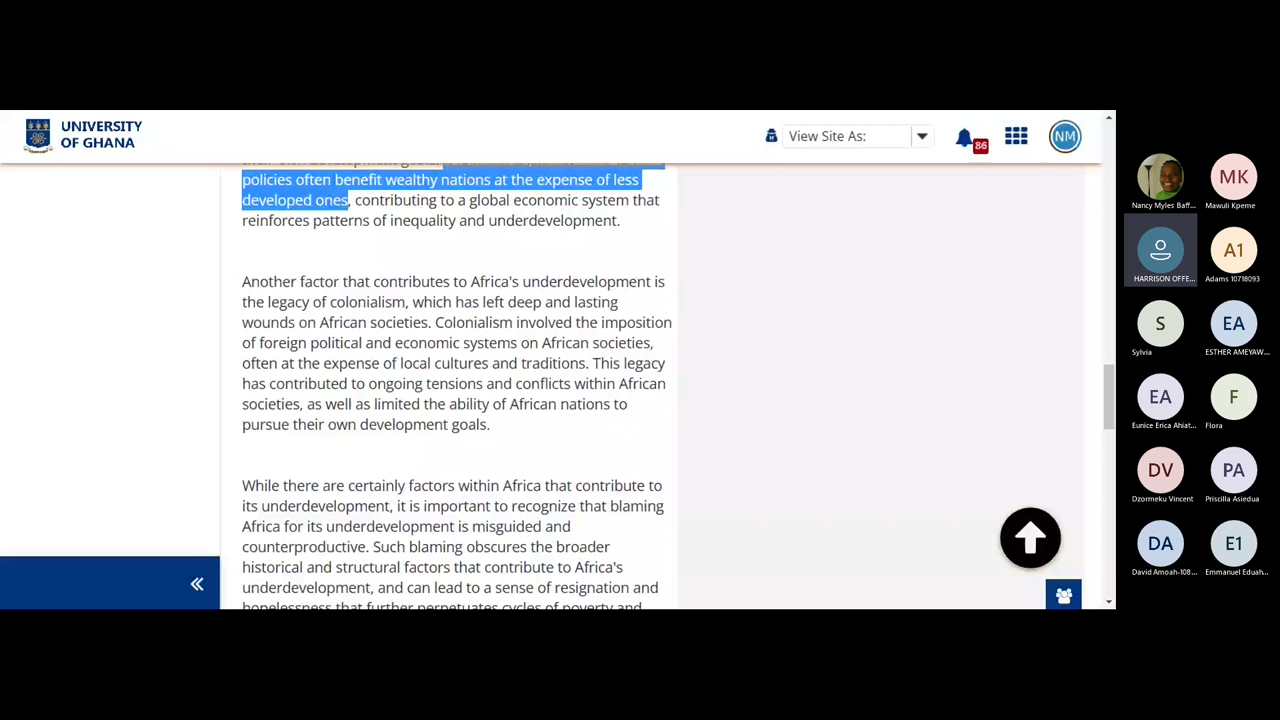 UNIVERSITY
OF GHANA
View Site As:
86
NM
policies often benefit wealthy nations at the expense of less
developed ones, contributing to a global economic system that
reinforces patterns of inequality and underdevelopment.
Another factor that contributes to Africa's underdevelopment is
the legacy of colonialism, which has left deep and lasting
wounds on African societies. Colonialism involved the imposition
of foreign political and economic systems on African societies,
often at the expense of local cultures and traditions. This legacy
has contributed to ongoing tensions and conflicts within African
societies, as well as limited the ability of African nations to
pursue their own development goals.
While there are certainly factors within Africa that contribute to
its underdevelopment, it is important to recognize that blaming
Africa for its underdevelopment is misguided and
counterproductive. Such blaming obscures the broader
historical and structural factors that contribute to Africa's
underdevelopment, and can lead to a sense of resignation and
hopelessness that further perpetuates cycles of poverty and
Nancy Myles Baff...
MK
Mawuli Kpeme
HARRISON OFFE...
A1
Adams 10718093
S
Sylvia
EA
ESTHER AMEYAW...
EA
Eunice Erica Ahiat...
F
Flora
DV
Dzormeku Vincent
PA
Priscilla Asiedua
DA
David Amoah-108...
E1
Emmanuel Eduah...